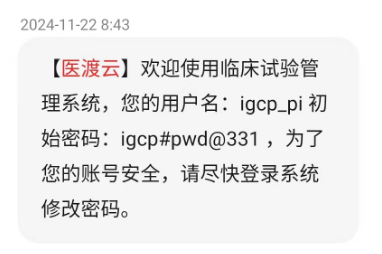 2024-11-22 8:43
【医渡云】欢迎使用临床试验管
理系统，您的用户名：igcp_pi 初
始密码：igcp#pwd@331 ，为了
您的账号安全，请尽快登录系统
修改密码。